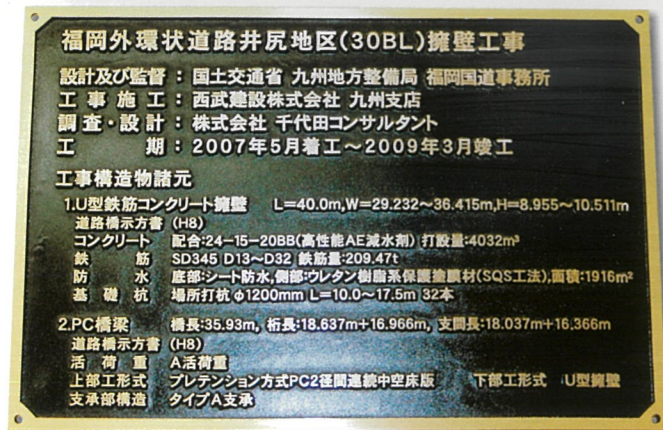 福岡外環状道路井尻地区(30BL)擁壁工事
設計及び監督：国土交通省 九州地方整備局 福岡国道事務所
工事施工：西武建設株式会社 九州支店
調査・設計：株式会社 千代田コンサルタント
工期：2007年5月着工～2009年3月竣工
工事構造物諸元
1.U型鉄筋コンクリート擁壁 L=40.0m,W=29.232～36.415m,H=8.955～10.511m
道路橋示方書 (H8)
コンクリート 配合:24-15-20BB(高性能AE減水剤) 打設量:4032m³
鉄筋 SD345 D13～D32 鉄筋量:209.47t
防水 底部:シート防水,側部:ウレタン樹脂系保護塗膜材(SQS工法),面積:1916m²
基礎杭 場所打杭 φ1200mm L=10.0～17.5m 32本
2.PC橋梁 橋長:35.93m, 桁長:18.637m+16.966m, 支間長:18.037m+16.366m
道路橋示方書 (H8)
活荷重 A活荷重
上部工形式 プレテンション方式PC2径間連続中空床版 下部工形式 U型擁壁
支承部構造 タイプA支承